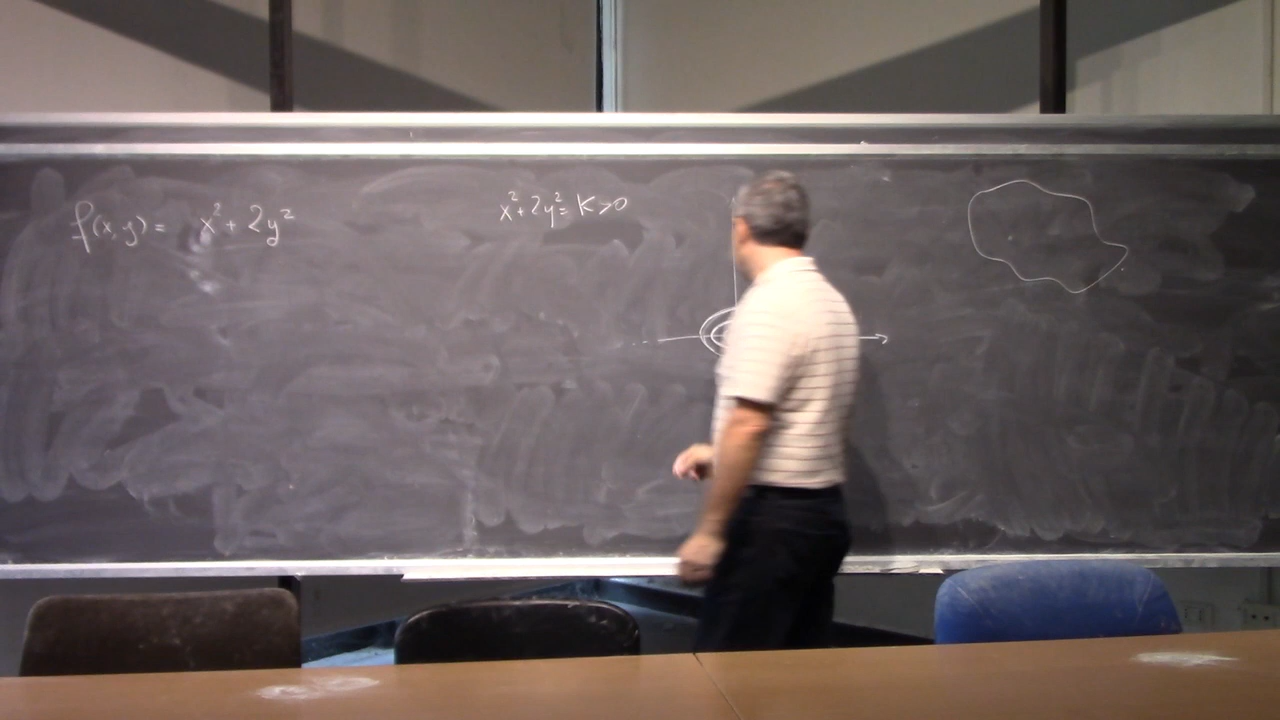 f(x,y) = x² + 2y²
x² + 2y² = K > 0